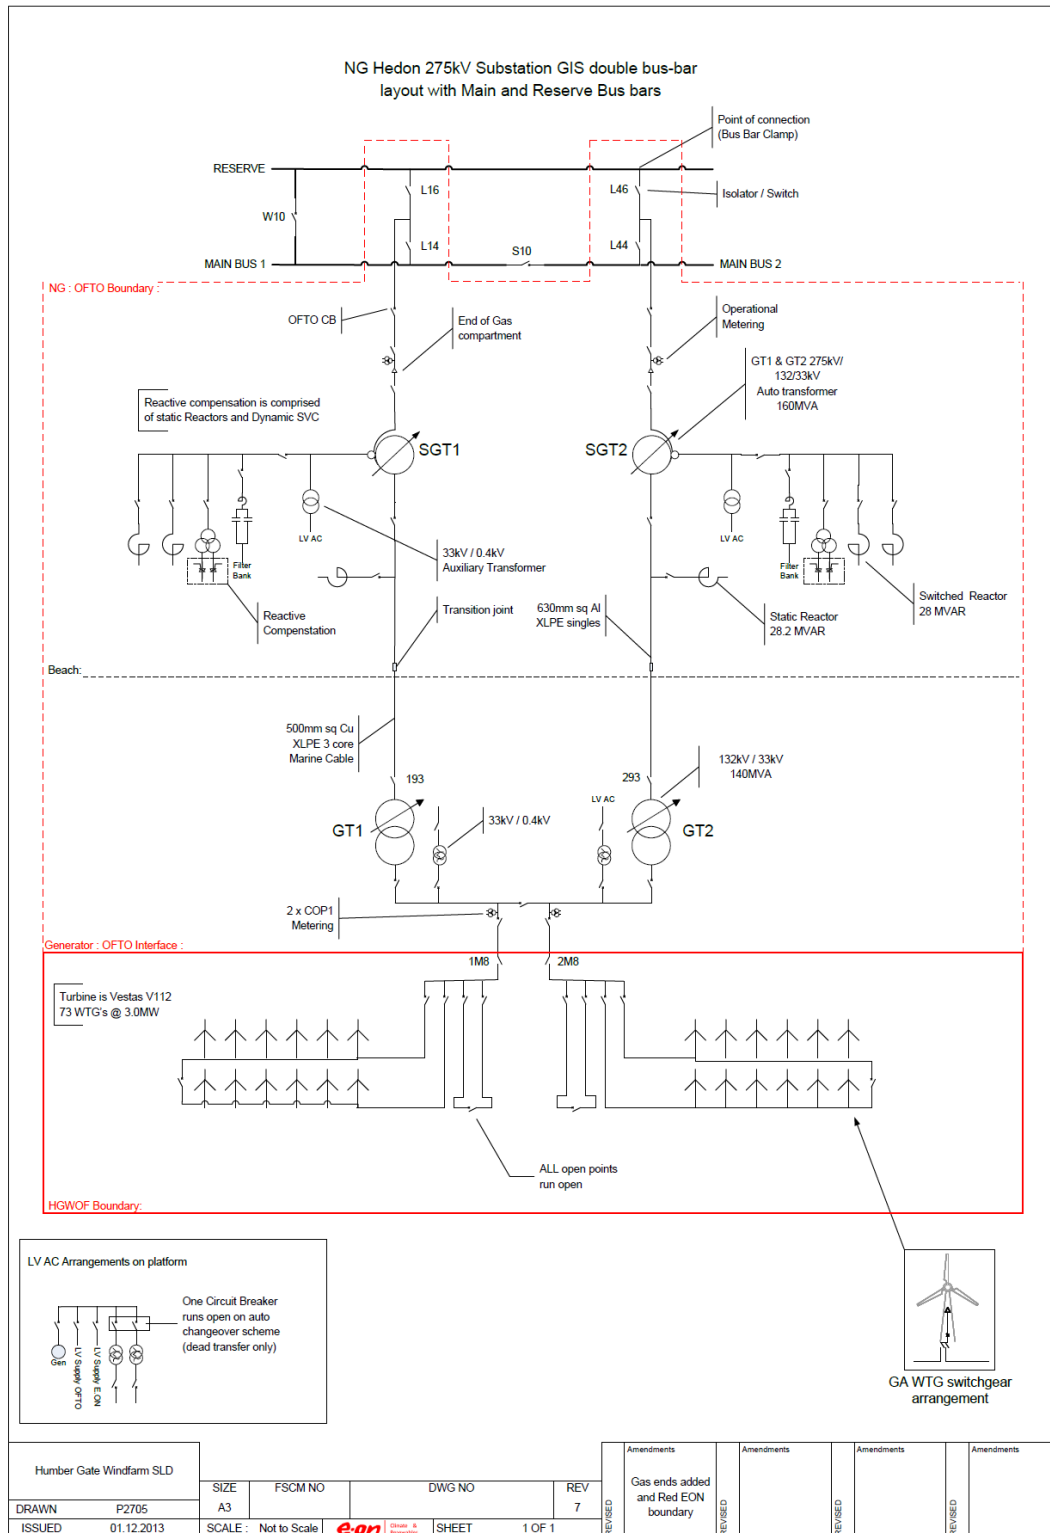 NG Hedon 275kV Substation GIS double bus-bar
layout with Main and Reserve Bus bars
Point of connection
(Bus Bar Clamp)
RESERVE
L16
L46
Isolator / Switch
W10
L14
S10
L44
MAIN BUS 1
MAIN BUS 2
NG : OFTO Boundary :
OFTO CB
End of Gas
compartment
Operational
Metering
GT1 & GT2 275kV/
132/33kV
Auto transformer
160MVA
Reactive compensation is comprised
of static Reactors and Dynamic SVC
SGT1
SGT2
LV AC
LV AC
33kV / 0.4kV
Auxiliary Transformer
Filter
Bank
Filter
Bank
Reactive
Compenstation
Transition joint
630mm sq Al
XLPE singles
Static Reactor
28.2 MVAR
Switched Reactor
28 MVAR
Beach:
500mm sq Cu
XLPE 3 core
Marine Cable
132kV / 33kV
140MVA
193
293
LV AC
GT1
33kV / 0.4kV
GT2
2 x COP1
Metering
Generator : OFTO Interface :
1M8
2M8
Turbine is Vestas V112
73 WTG's @ 3.0MW
ALL open points
run open
HGWOF Boundary:
LV AC Arrangements on platform
One Circuit Breaker
runs open on auto
changeover scheme
(dead transfer only)
Gen
LV Supply OFTO
LV Supply E.ON
GA WTG switchgear
arrangement
Humber Gate Windfarm SLD
DRAWN P2705
ISSUED 01.12.2013
SIZE FSCM NO DWG NO REV
A3 7
SCALE : Not to Scale e·on Climate & Renewables SHEET 1 OF 1
REVISED
Amendments
Gas ends added
and Red EON
boundary
REVISED
Amendments
REVISED
Amendments
REVISED
Amendments